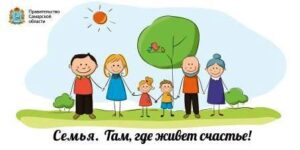 Правительство
Самарской
области
Семья. Там, где живет счастье!